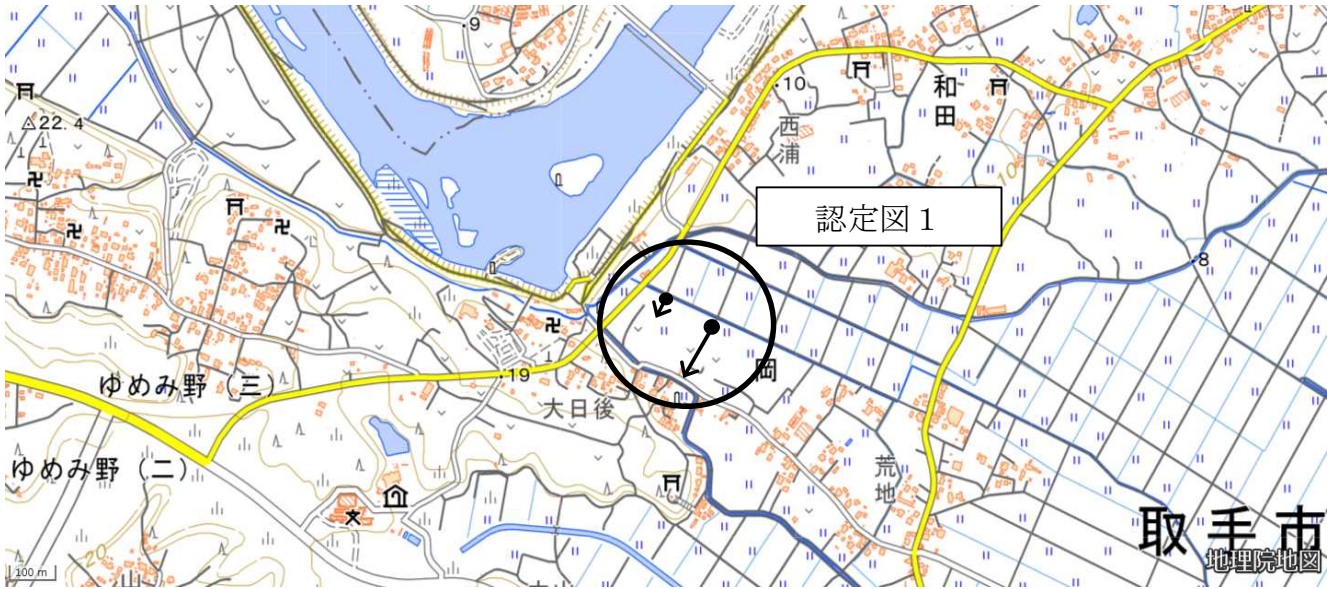 9
10
和田
西浦
22.4
10
認定図1
8
岡
19
ゆめみ野(三)
大日後
ゆめみ野(二)
荒地
取手市
20
地理院地図
100 m